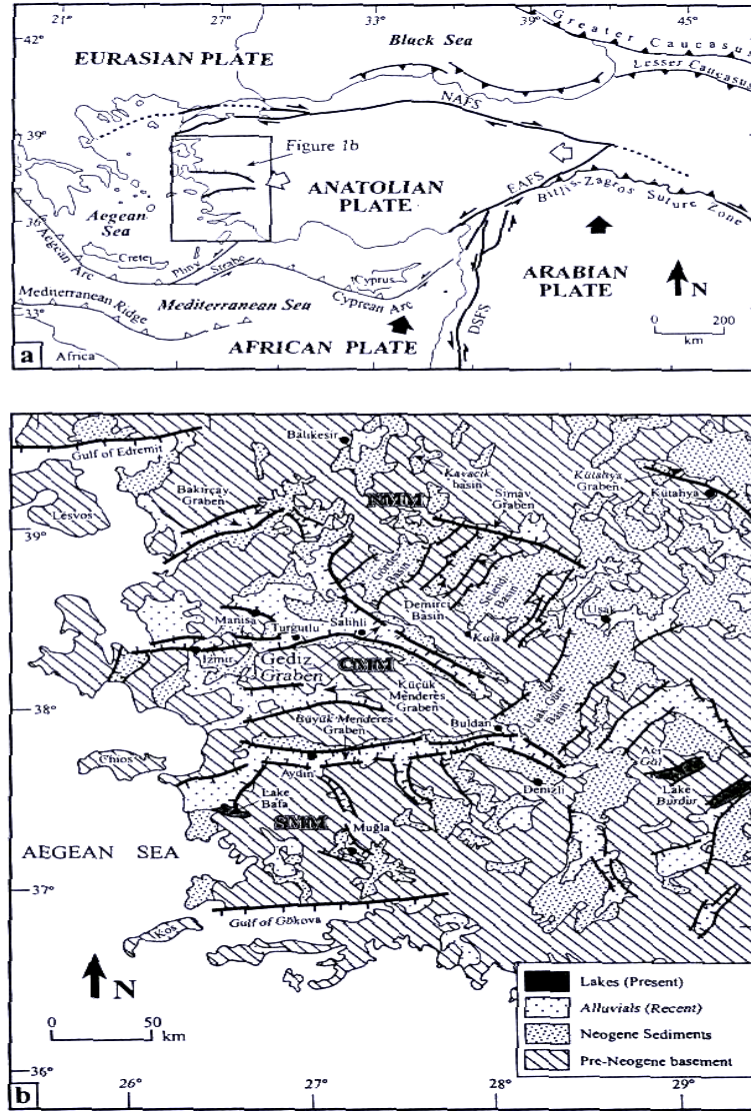 21°
27°
33°
39°
45°
42°
EURASIAN PLATE
Black Sea
Greater Caucasus
Lesser Caucasus
NAFS
39°
Figure 1b
ANATOLIAN
PLATE
EAFS
Bitlis-Zagros Suture Zone
36°
Aegean
Sea
Aegean Arc
Crete
Pliny
Strabo
Cyprus
Cyprean Arc
ARABIAN
PLATE
N
Mediterranean Ridge
Mediterranean Sea
33°
DSFS
0 200
km
AFRICAN PLATE
Africa
a
Gulf of Edremit
Balıkesir
Kavacık
basin
Simav
Graben
Kütahya
Graben
Kütahya
Bakırçay
Graben
NMM
Lesvos
39°
Gördes
Basin
Demirci
Basin
Selendi
Basin
Uşak
Manisa
Turgutlu
Salihli
Kula
İzmir
Gediz
Graben
CMM
Küçük
Menderes
Graben
38°
Büyük Menderes
Graben
Buldan
Uşak Güre
Basin
Chios
Aydın
Denizli
Acı
Göl
Lake
Burdur
Lake
Bafa
SMM
Muğla
AEGEAN SEA
37°
Gulf of Gökova
Kos
N
0 50
km
Lakes (Present)
Alluvials (Recent)
Neogene Sediments
Pre-Neogene basement
36°
b
26°
27°
28°
29°